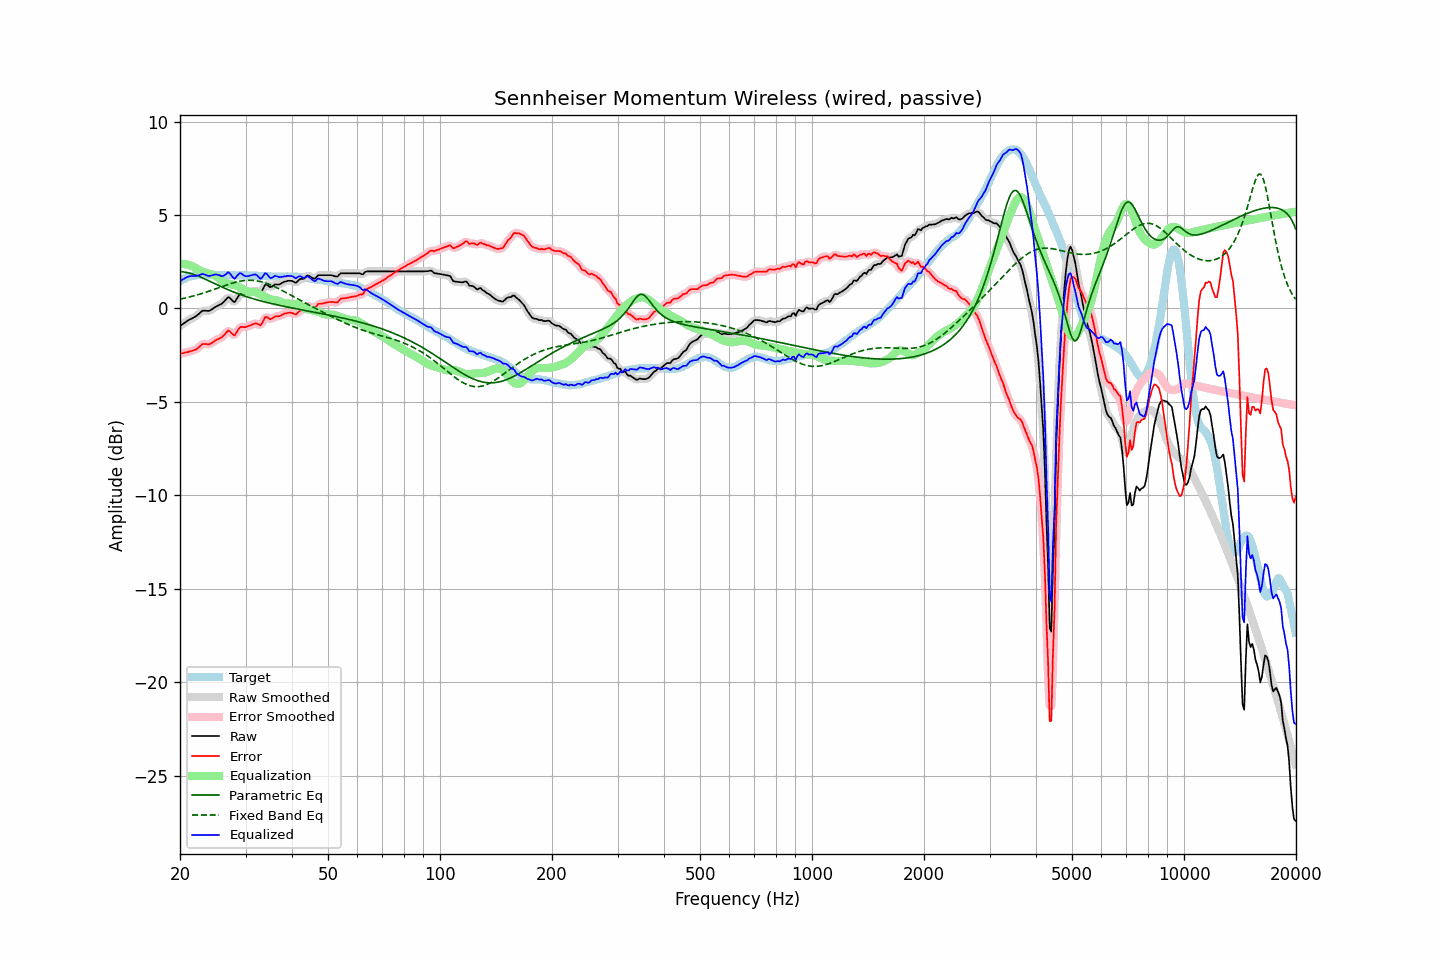 Sennheiser Momentum Wireless (wired, passive)
10
5
0
−5
−10
−15
−20
−25
Amplitude (dBr)
Target
Raw Smoothed
Error Smoothed
Raw
Error
Equalization
Parametric Eq
Fixed Band Eq
Equalized
20 50 100 200 500 1000 2000 5000 10000 20000
Frequency (Hz)